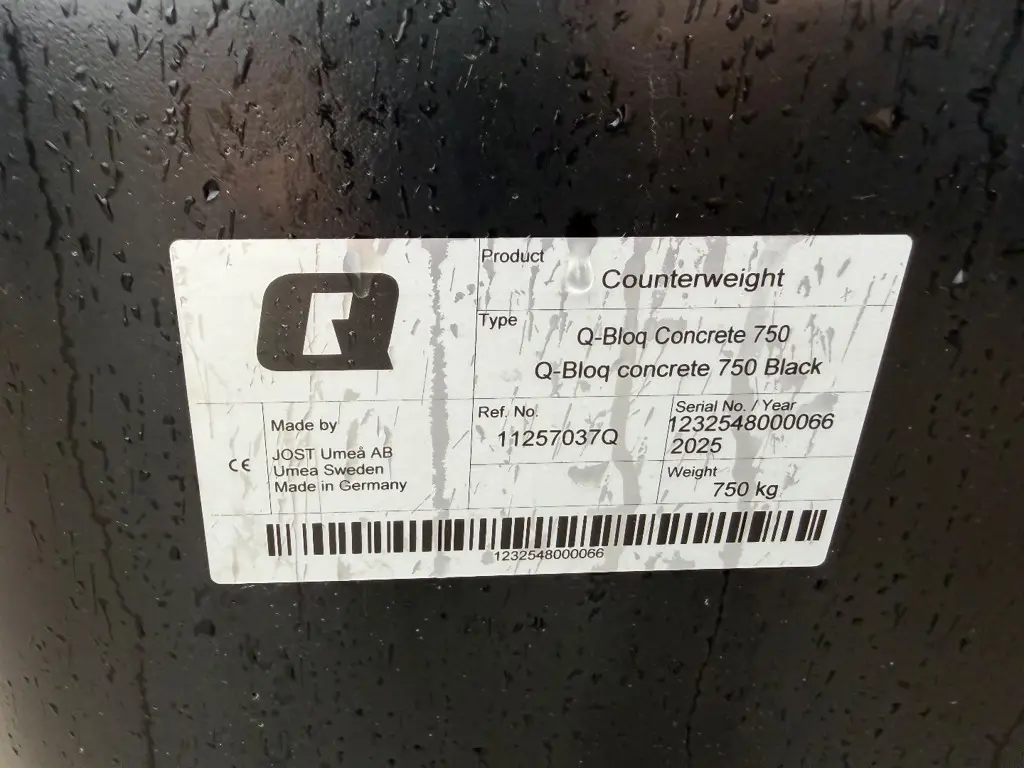 Product
Counterweight
Type
Q-Bloq Concrete 750
Q-Bloq concrete 750 Black
Made by
JOST Umeå AB
Umea Sweden
Made in Germany
CE
Ref. No.
11257037Q
Serial No. / Year
1232548000066
2025
Weight
750 kg
1232548000066